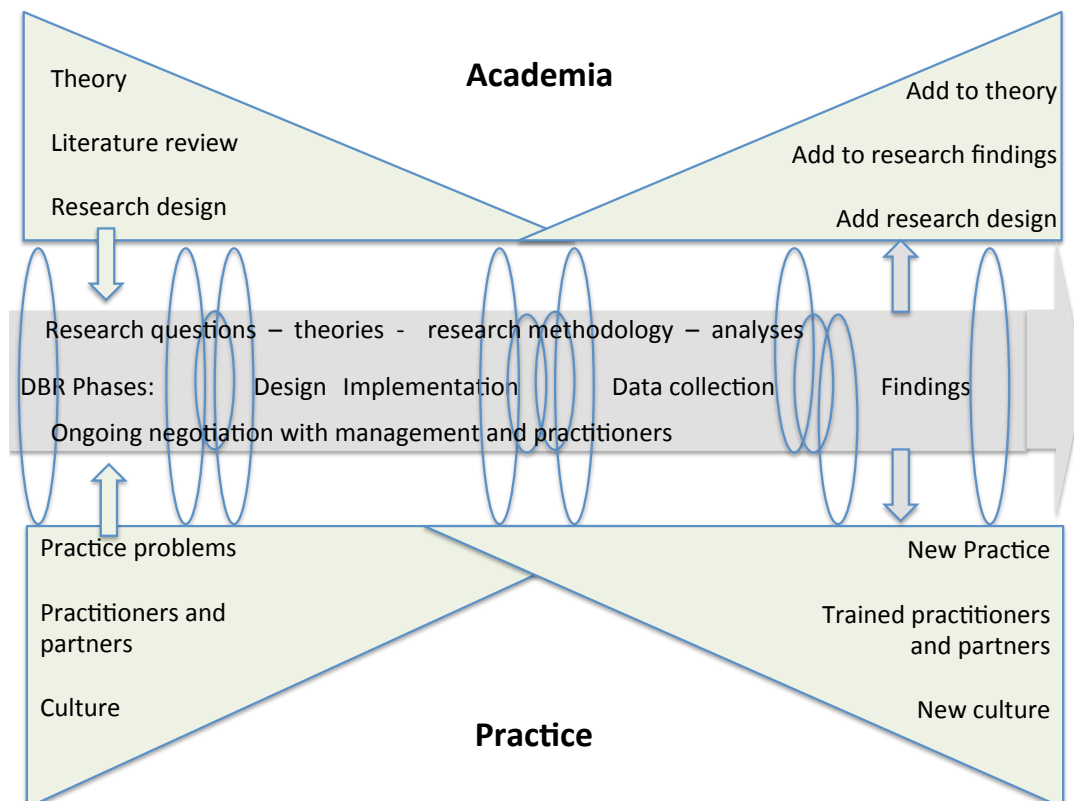 Academia
Theory
Literature review
Research design
Add to theory
Add to research findings
Add research design
Research questions – theories - research methodology – analyses
DBR Phases: Design Implementation Data collection Findings
Ongoing negotiation with management and practitioners
Practice problems
Practitioners and
partners
Culture
New Practice
Trained practitioners
and partners
New culture
Practice